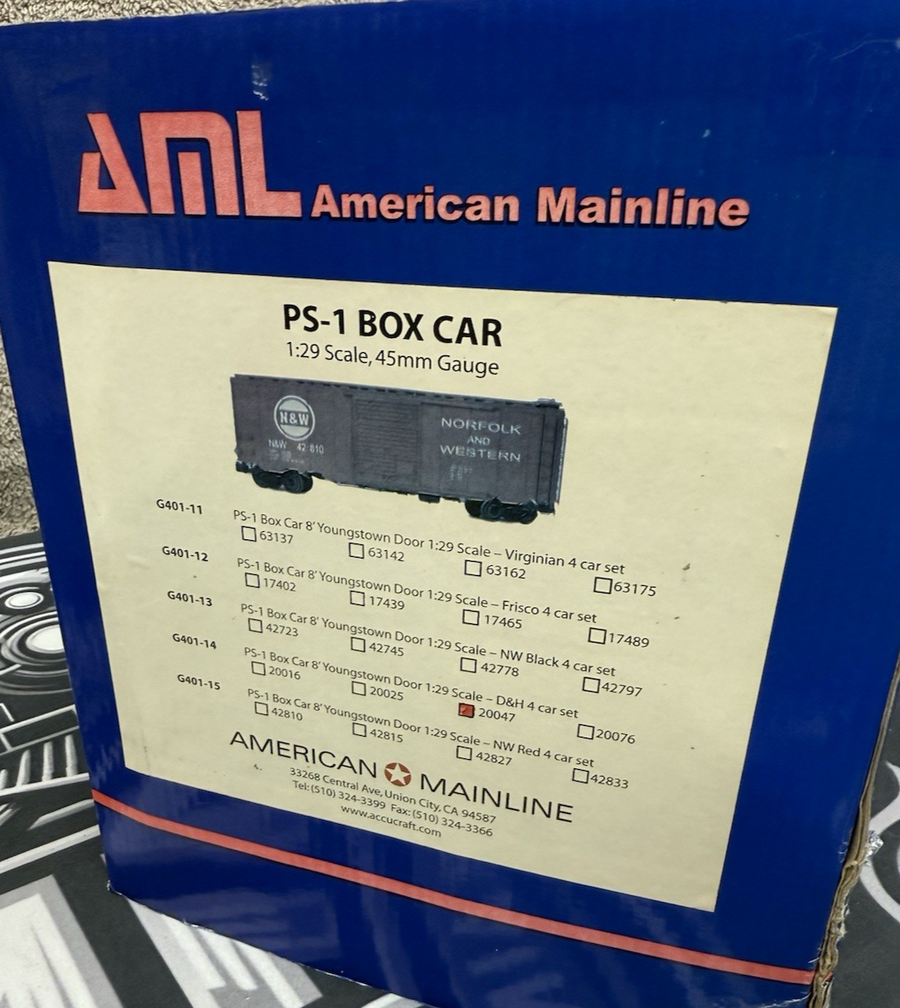 AML American Mainline
PS-1 BOX CAR
1:29 Scale, 45mm Gauge
N&W
N&W 42810
NORFOLK
AND
WESTERN
G401-11 PS-1 Box Car 8' Youngstown Door 1:29 Scale – Virginian 4 car set
63137 63142 63162 63175
G401-12 PS-1 Box Car 8' Youngstown Door 1:29 Scale – Frisco 4 car set
17402 17439 17465 17489
G401-13 PS-1 Box Car 8' Youngstown Door 1:29 Scale – NW Black 4 car set
42723 42745 42778 42797
G401-14 PS-1 Box Car 8' Youngstown Door 1:29 Scale – D&H 4 car set
20016 20025 20047 20076
G401-15 PS-1 Box Car 8' Youngstown Door 1:29 Scale – NW Red 4 car set
42810 42815 42827 42833
AMERICAN MAINLINE
33268 Central Ave, Union City, CA 94587
Tel: (510) 324-3399 Fax: (510) 324-3366
www.accucraft.com